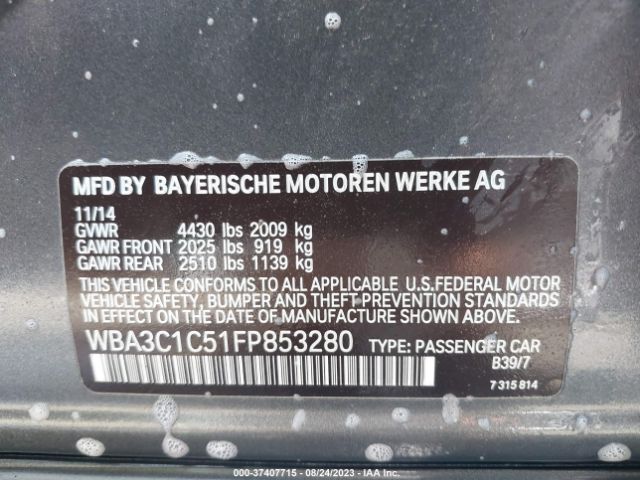 MFD BY BAYERISCHE MOTOREN WERKE AG
11/14
GVWR 4430 lbs 2009 kg
GAWR FRONT 2025 lbs 919 kg
GAWR REAR 2510 lbs 1139 kg
THIS VEHICLE CONFORMS TO ALL APPLICABLE U.S.FEDERAL MOTOR
VEHICLE SAFETY, BUMPER AND THEFT PREVENTION STANDARDS
IN EFFECT ON THE DATE OF MANUFACTURE SHOWN ABOVE.
WBA3C1C51FP853280 TYPE: PASSENGER CAR
B39/7
7 315 814
000-37407715 - 08/24/2023 - IAA Inc.